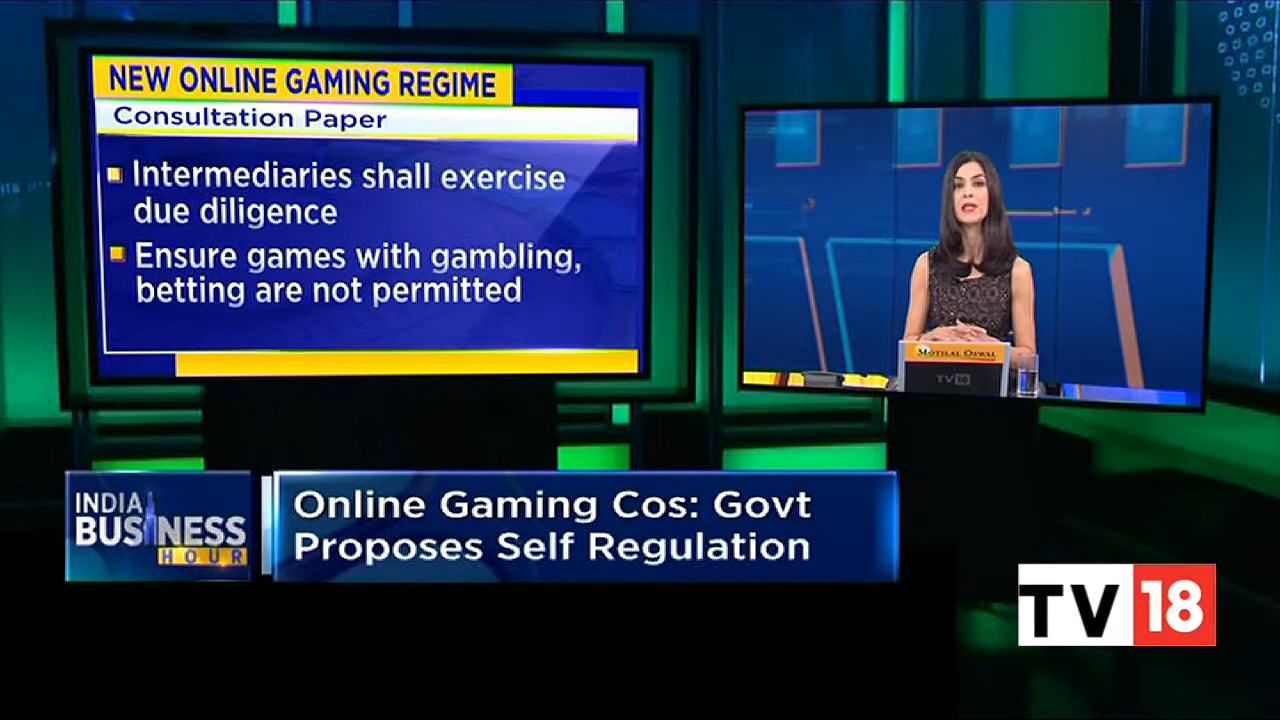 NEW ONLINE GAMING REGIME
Consultation Paper
Intermediaries shall exercise
due diligence
Ensure games with gambling,
betting are not permitted
MOTILAL OSWAL
TV18
INDIA
BUSINESS
HOUR
Online Gaming Cos: Govt
Proposes Self Regulation
TV18